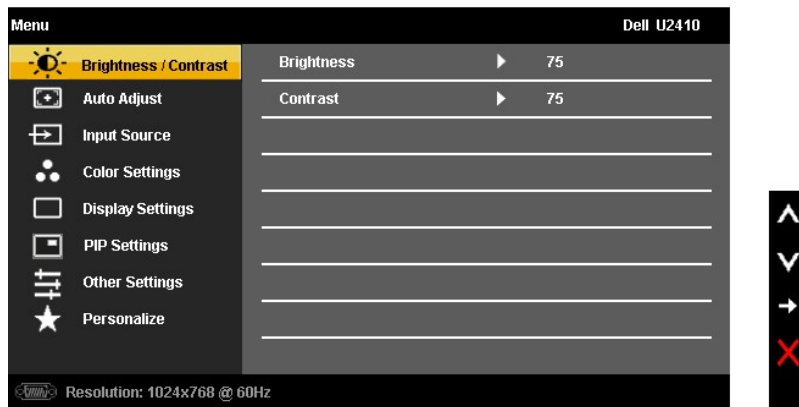 Menu Dell U2410
Brightness / Contrast Brightness 75
Auto Adjust Contrast 75
Input Source
Color Settings
Display Settings
PIP Settings
Other Settings
Personalize
Resolution: 1024x768 @ 60Hz